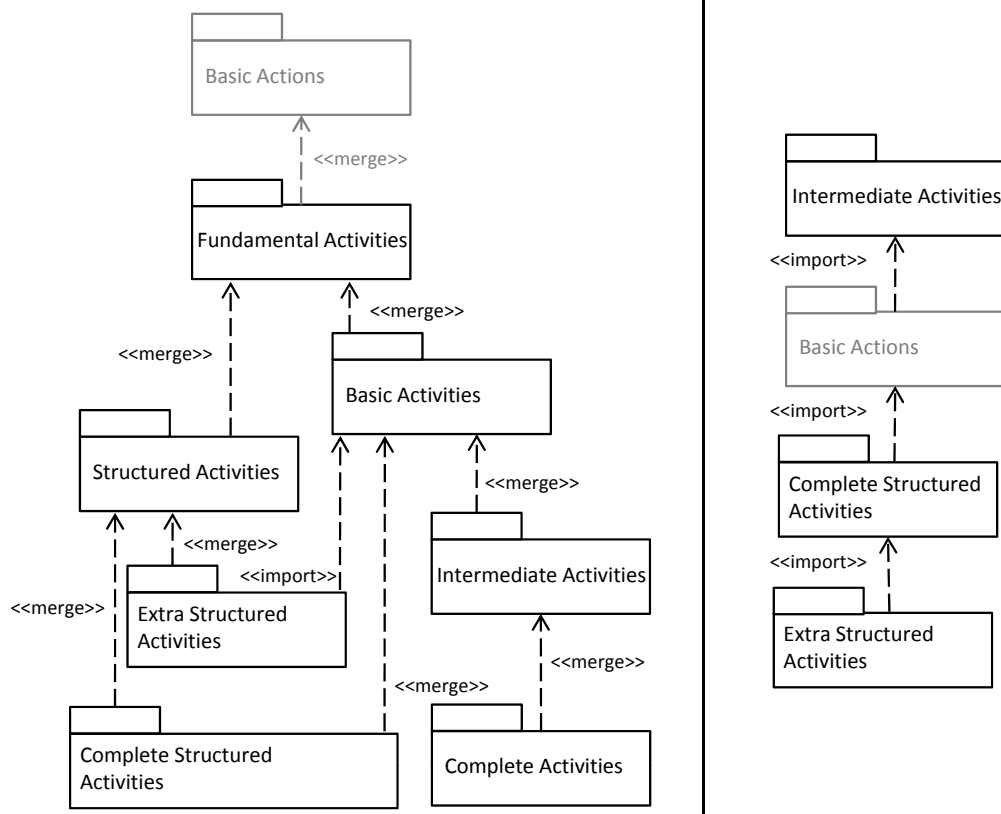 Basic Actions
<<merge>>
Fundamental Activities
<<merge>>
<<merge>>
Basic Activities
Structured Activities
<<merge>>
<<merge>>
<<import>>
<<merge>>
Extra Structured
Activities
Intermediate Activities
<<merge>>
<<merge>>
Complete Structured
Activities
Complete Activities
Intermediate Activities
<<import>>
Basic Actions
<<import>>
Complete Structured
Activities
<<import>>
Extra Structured
Activities